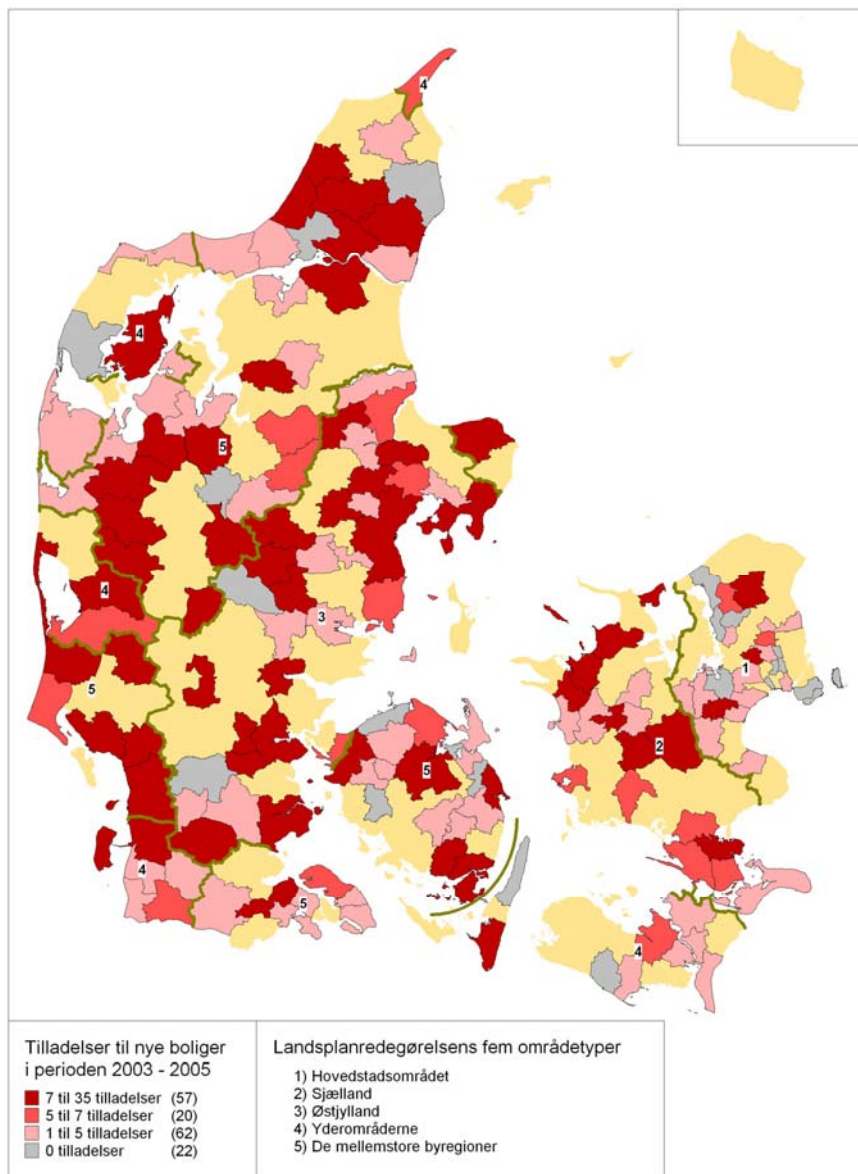 4
4
5
4
3
5
1
2
5
4
5
4
Tilladelser til nye boliger
i perioden 2003 - 2005
7 til 35 tilladelser (57)
5 til 7 tilladelser (20)
1 til 5 tilladelser (62)
0 tilladelser (22)
Landsplanredegørelsens fem områdetyper
1) Hovedstadsområdet
2) Sjælland
3) Østjylland
4) Yderområderne
5) De mellemstore byregioner